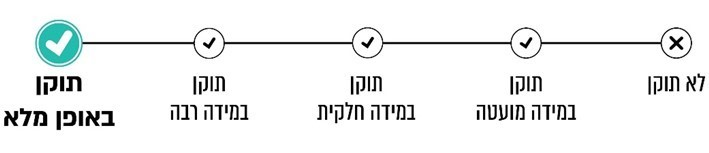 לא תוקן
תוקן
במידה מועטה
תוקן
במידה חלקית
תוקן
במידה רבה
תוקן
באופן מלא